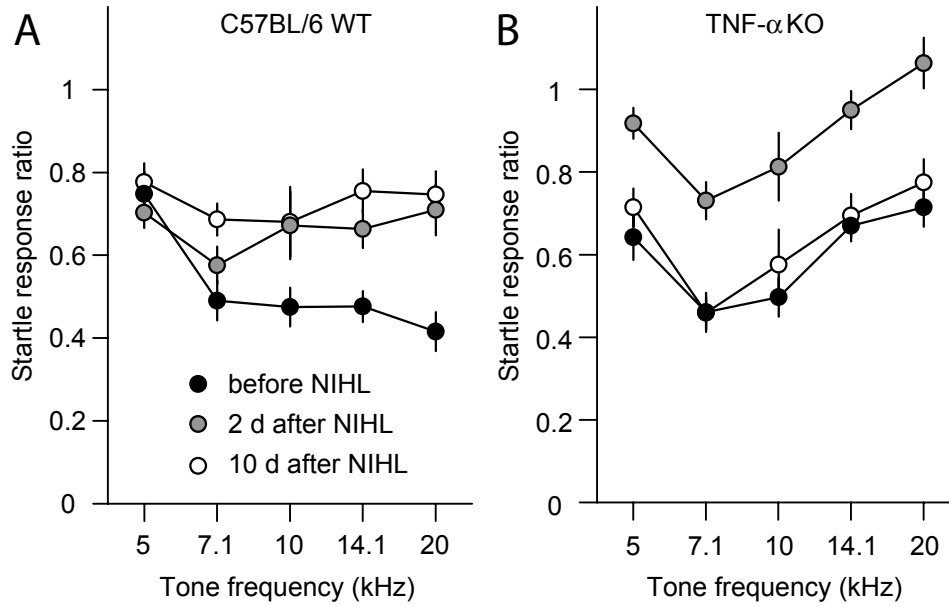 A
C57BL/6 WT
Startle response ratio
1
0.8
0.6
0.4
0.2
0
before NIHL
2 d after NIHL
10 d after NIHL
5 7.1 10 14.1 20
Tone frequency (kHz)
B
TNF-αKO
Startle response ratio
1
0.8
0.6
0.4
0.2
0
5 7.1 10 14.1 20
Tone frequency (kHz)